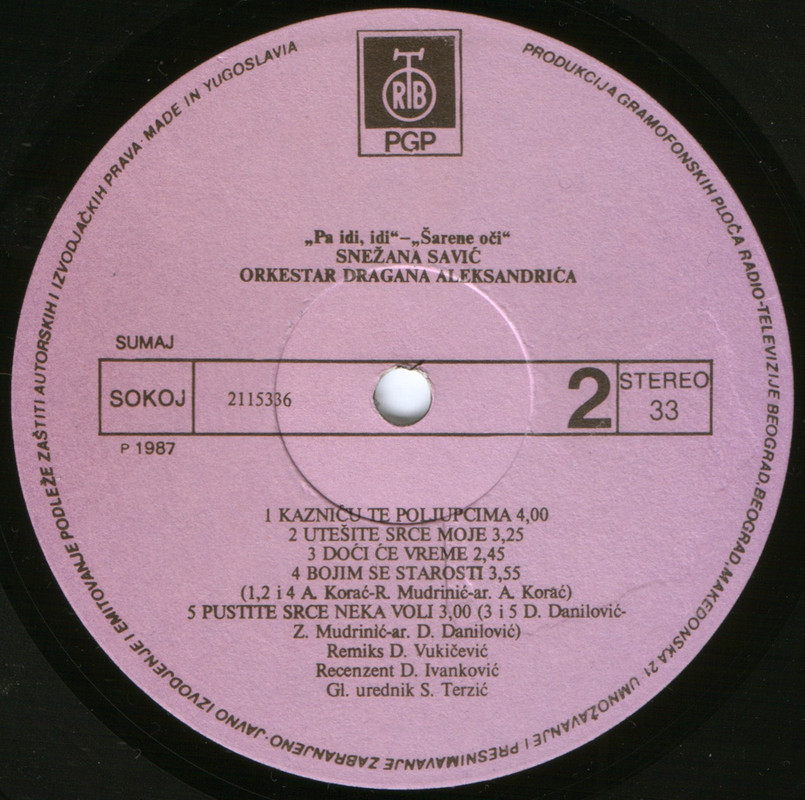 PODLEŽE ZAŠTITI AUTORSKIH I IZVODJAČKIH PRAVA· MADE IN YUGOSLAVIA
PRODUKCIJA GRAMOFONSKIH PLOČA RADIO-TELEVIZIJE BEOGRAD, BEOGRAD, MAKEDONSKA 21· UMNOŽAVANJE I PRESNIMAVANJE ZABRANJENO·JAVNO IZVODJENJE I EMITOVANJE
RTB
PGP
„Pa idi, idi“–„Šarene oči“
SNEŽANA SAVIĆ
ORKESTAR DRAGANA ALEKSANDRIĆA
SUMAJ
SOKOJ 2115336 2 STEREO
33
P 1987
1 KAZNIĆU TE POLJUPCIMA 4,00
2 UTEŠITE SRCE MOJE 3,25
3 DOĆI ĆE VREME 2,45
4 BOJIM SE STAROSTI 3,55
(1,2 i 4 A. Korać-R. Mudrinić-ar. A. Korać)
5 PUSTITE SRCE NEKA VOLI 3,00 (3 i 5 D. Danilović-
Z. Mudrinić-ar. D. Danilović)
Remiks D. Vukičević
Recenzent D. Ivanković
Gl. urednik S. Terzić